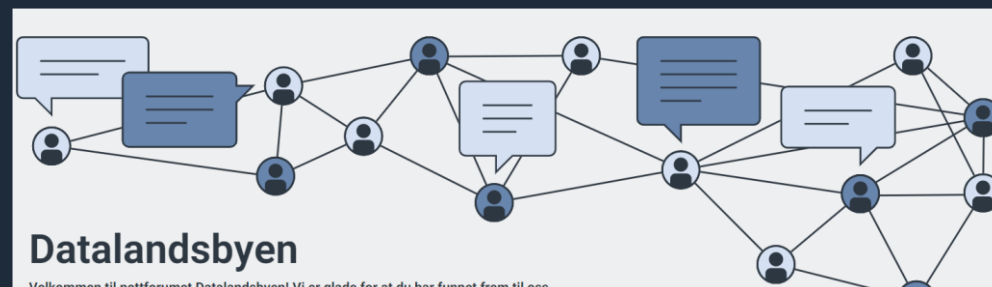 Datalandsbyen
Velkommen til nettforumet Datalandsbyen! Vi er glade for at du har funnet frem til oss